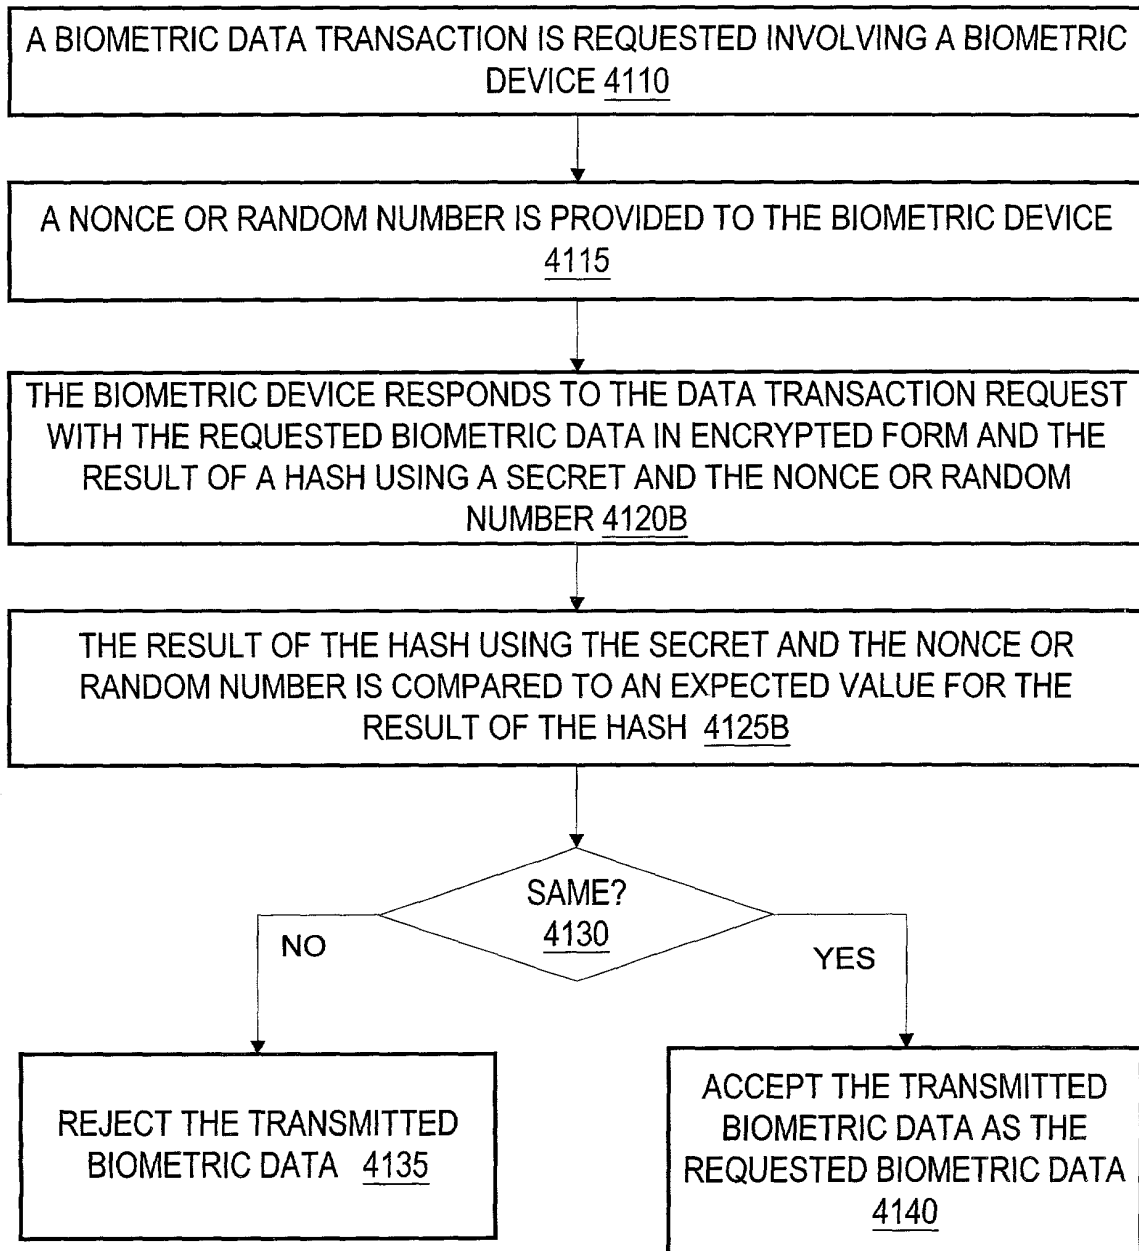 A BIOMETRIC DATA TRANSACTION IS REQUESTED INVOLVING A BIOMETRIC
DEVICE 4110
A NONCE OR RANDOM NUMBER IS PROVIDED TO THE BIOMETRIC DEVICE
4115
THE BIOMETRIC DEVICE RESPONDS TO THE DATA TRANSACTION REQUEST
WITH THE REQUESTED BIOMETRIC DATA IN ENCRYPTED FORM AND THE
RESULT OF A HASH USING A SECRET AND THE NONCE OR RANDOM
NUMBER 4120B
THE RESULT OF THE HASH USING THE SECRET AND THE NONCE OR
RANDOM NUMBER IS COMPARED TO AN EXPECTED VALUE FOR THE
RESULT OF THE HASH 4125B
SAME?
4130
NO
YES
REJECT THE TRANSMITTED
BIOMETRIC DATA 4135
ACCEPT THE TRANSMITTED
BIOMETRIC DATA AS THE
REQUESTED BIOMETRIC DATA
4140